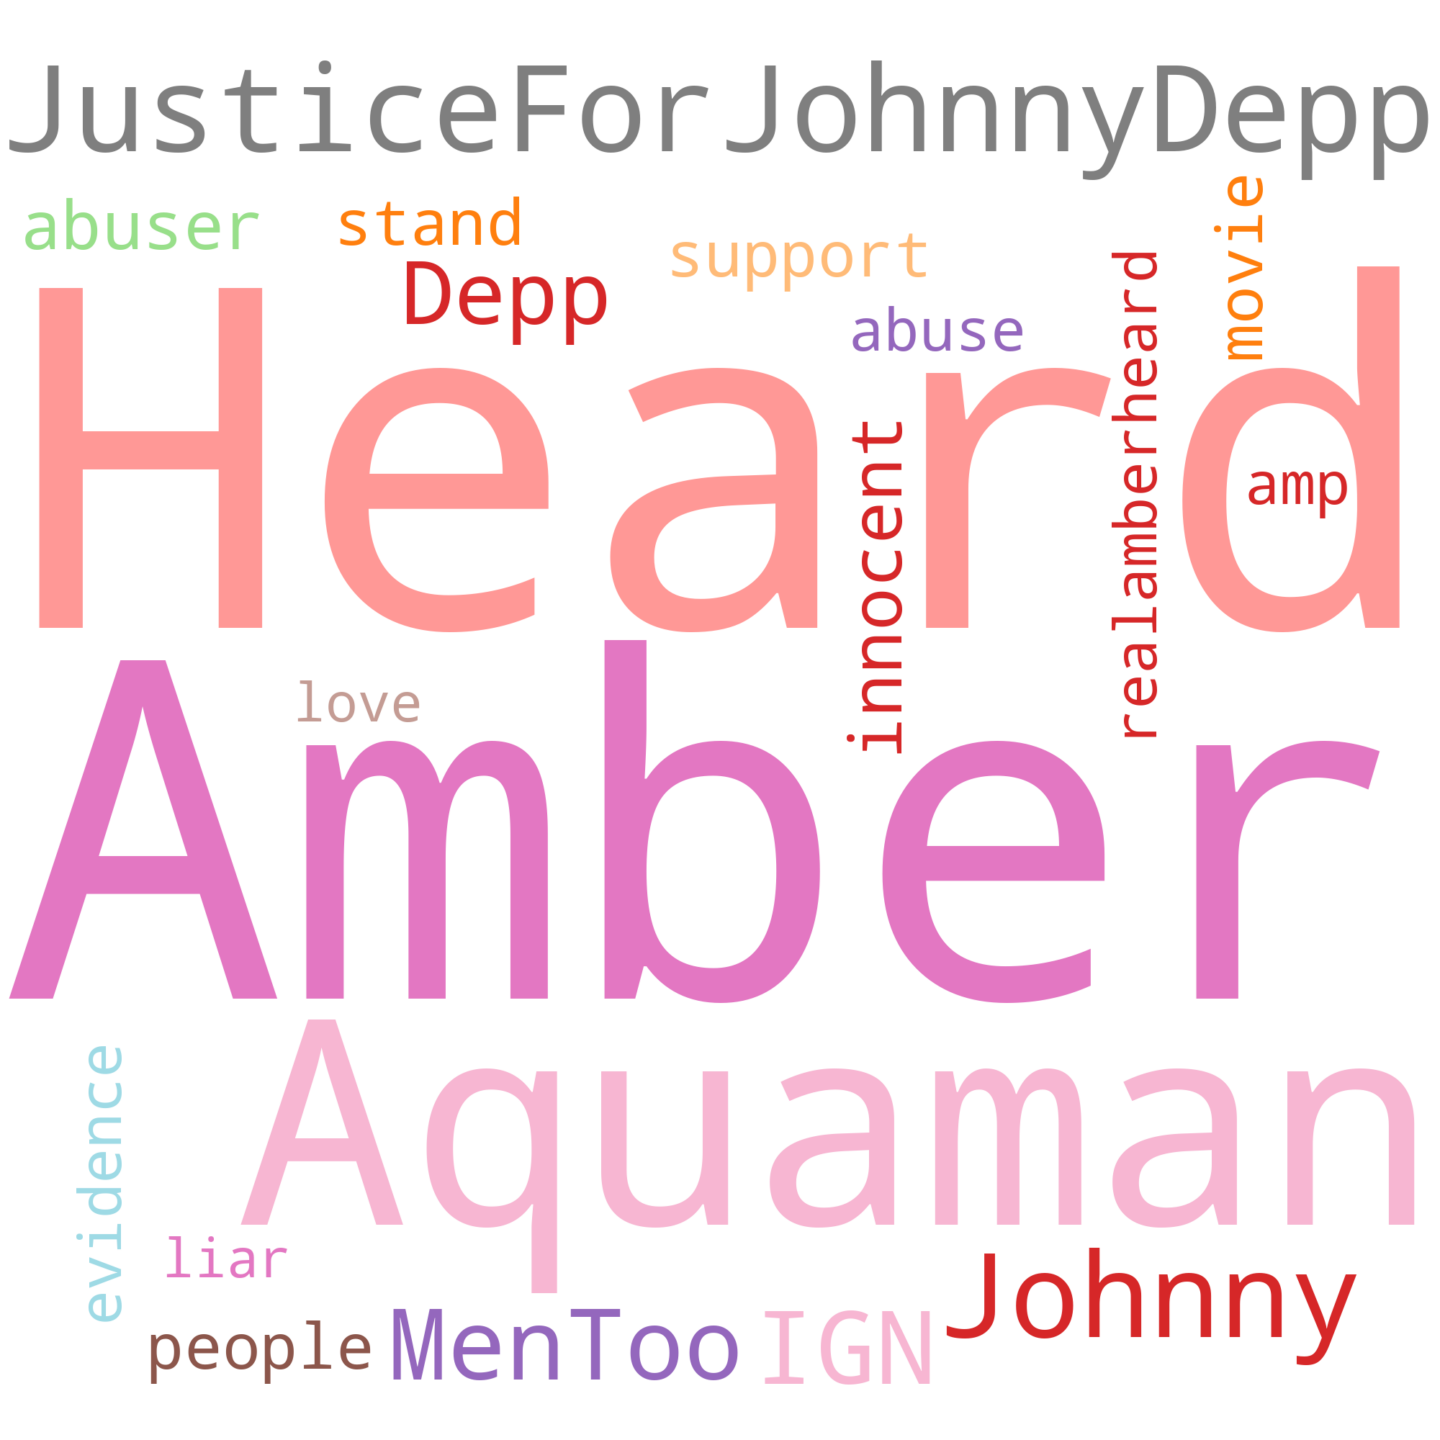 JusticeForJohnnyDepp
abuser
stand
support
movie
Depp
abuse
realamberheard
Heard
innocent
amp
love
Amber
Aquaman
evidence
liar
Johnny
people
MenToo
IGN